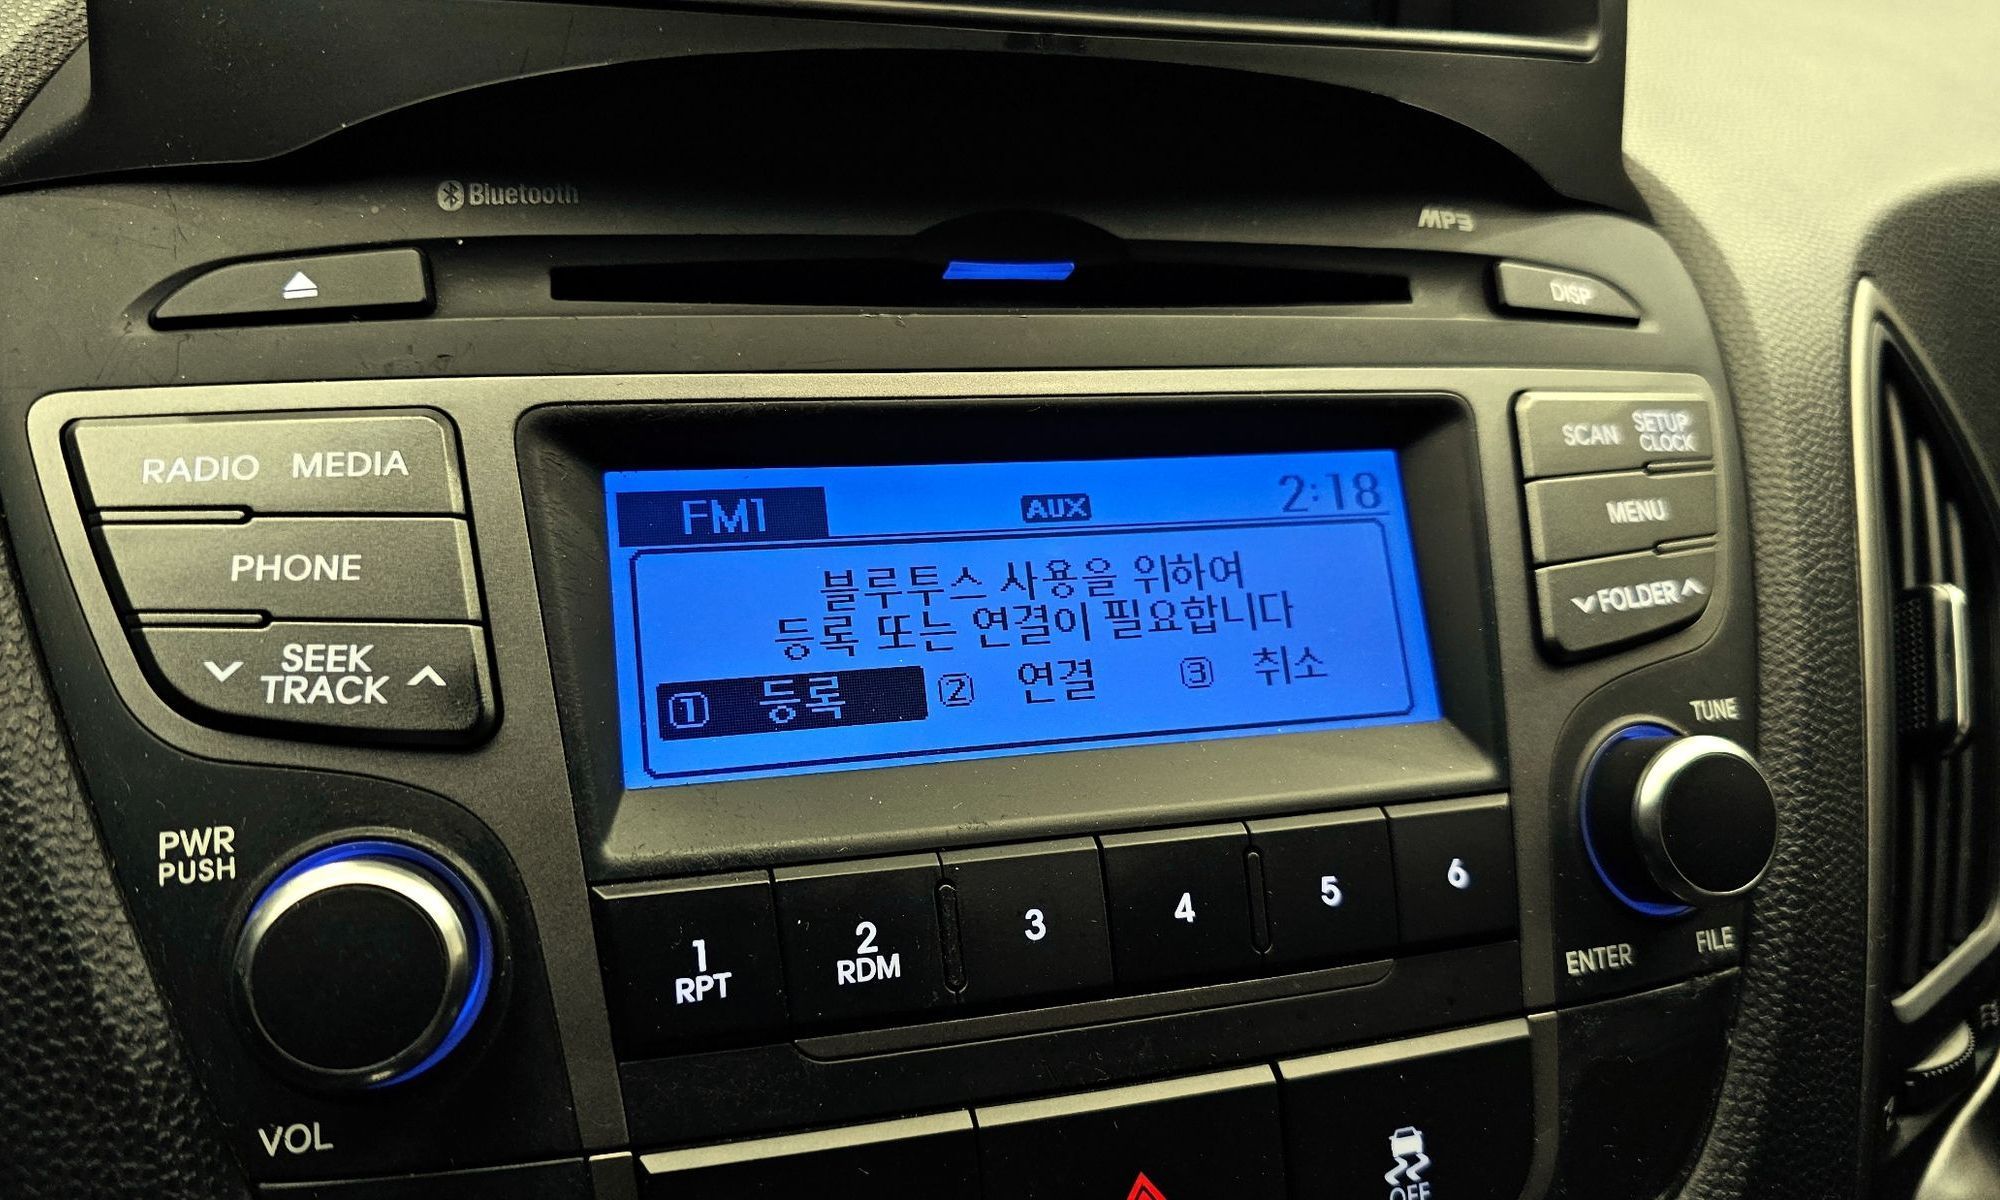 Bluetooth
MP3
DISP
RADIO MEDIA
SCAN SETUP CLOCK
FM1 AUX 2:18
PHONE
MENU
블루투스 사용을 위하여
등록 또는 연결이 필요합니다
① 등록 ② 연결 ③ 취소
SEEK
TRACK
FOLDER
TUNE
PWR
PUSH
1
RPT
2
RDM
3
4
5
6
ENTER
FILE
VOL
OFF